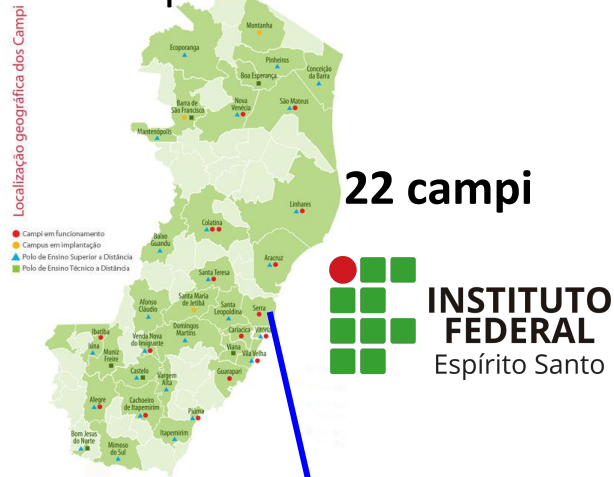 Localização geográfica dos Campi
Montanha
Ecoporanga
Pinheiros
Conceição
da Barra
Boa Esperança
Barra de
São Francisco
Nova
Venécia
São Mateus
Mantenópolis
22 campi
Linhares
Colatina
Baixo
Guandu
Campi em funcionamento
Campus em implantação
Polo de Ensino Superior a Distância
Polo de Ensino Técnico a Distância
Aracruz
Santa Teresa
Afonso
Cláudio
Santa Maria
de Jetibá
Santa
Leopoldina
Serra
INSTITUTO
FEDERAL
Espírito Santo
Ibatiba
Iúna
Muniz
Freire
Venda Nova
do Imigrante
Domingos
Martins
Cariacica
Vitória
Viana
Vila Velha
Guarapari
Castelo
Vargem
Alta
Alegre
Cachoeiro
de Itapemirim
Piúma
Bom Jesus
do Norte
Mimoso
do Sul
Itapemirim